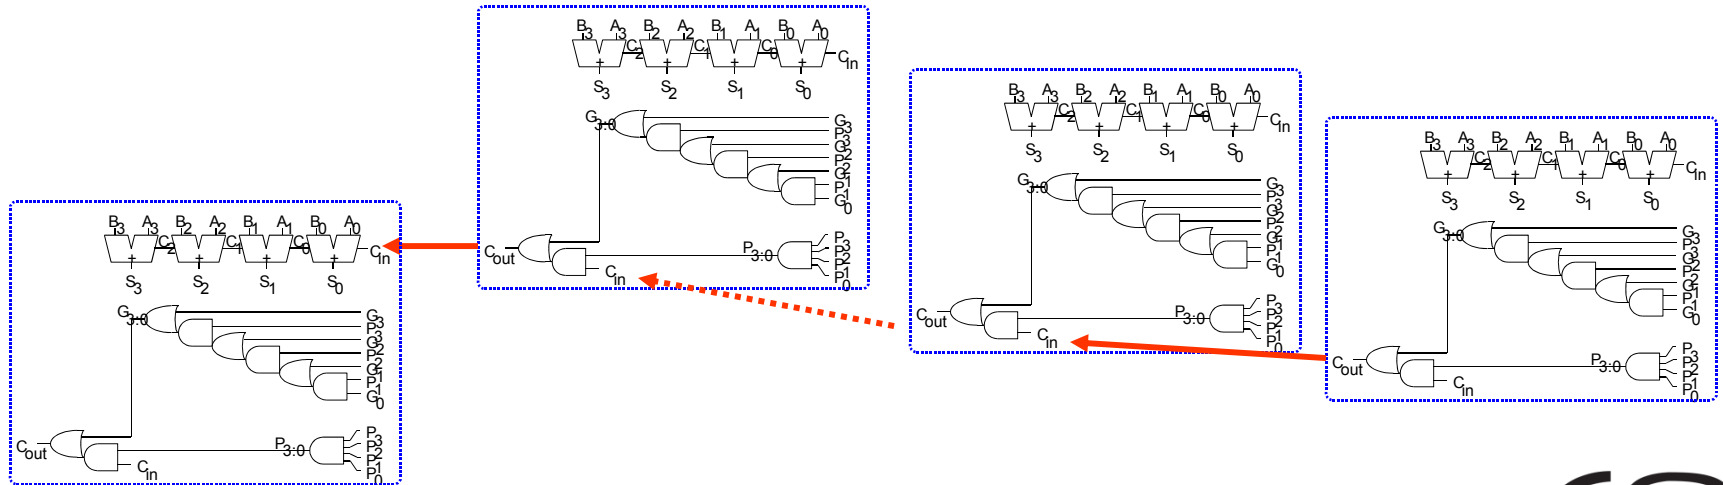 B3 A3 B2 A2 B1 A1 B0 A0
C2 C1 C0 Cin
S3 S2 S1 S0
G3:0
G3
P3
G3
P2
G2
P1
G1
G0
Cout
P3:0
P3
P2
P1
P0
Cin
B3 A3 B2 A2 B1 A1 B0 A0
C2 C1 C0 Cin
S3 S2 S1 S0
G3:0
G3
P3
G3
P2
G2
P1
G1
G0
Cout
P3:0
P3
P2
P1
P0
Cin
B3 A3 B2 A2 B1 A1 B0 A0
C2 C1 C0 Cin
S3 S2 S1 S0
G3:0
G3
P3
G3
P2
G2
P1
G1
G0
Cout
P3:0
P3
P2
P1
P0
Cin
B3 A3 B2 A2 B1 A1 B0 A0
C2 C1 C0 Cin
S3 S2 S1 S0
G3:0
G3
P3
G3
P2
G2
P1
G1
G0
Cout
P3:0
P3
P2
P1
P0
Cin